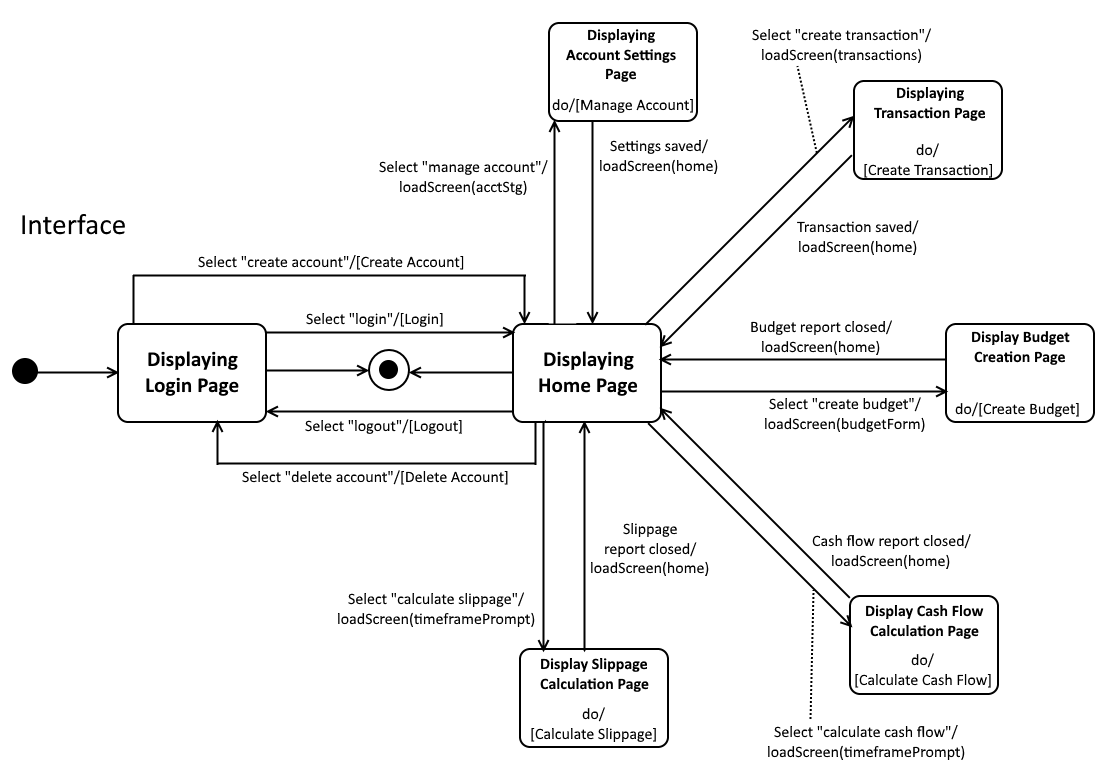 Displaying
Account Settings
Page
do/[Manage Account]
Select "create transaction"/
loadScreen(transactions)
Displaying
Transaction Page
do/
[Create Transaction]
Select "manage account"/
loadScreen(acctStg)
Settings saved/
loadScreen(home)
Interface
Transaction saved/
loadScreen(home)
Select "create account"/[Create Account]
Select "login"/[Login]
Displaying
Login Page
Displaying
Home Page
Budget report closed/
loadScreen(home)
Display Budget
Creation Page
do/[Create Budget]
Select "create budget"/
loadScreen(budgetForm)
Select "logout"/[Logout]
Select "delete account"/[Delete Account]
Slippage
report closed/
loadScreen(home)
Cash flow report closed/
loadScreen(home)
Select "calculate slippage"/
loadScreen(timeframePrompt)
Display Cash Flow
Calculation Page
do/
[Calculate Cash Flow]
Display Slippage
Calculation Page
do/
[Calculate Slippage]
Select "calculate cash flow"/
loadScreen(timeframePrompt)